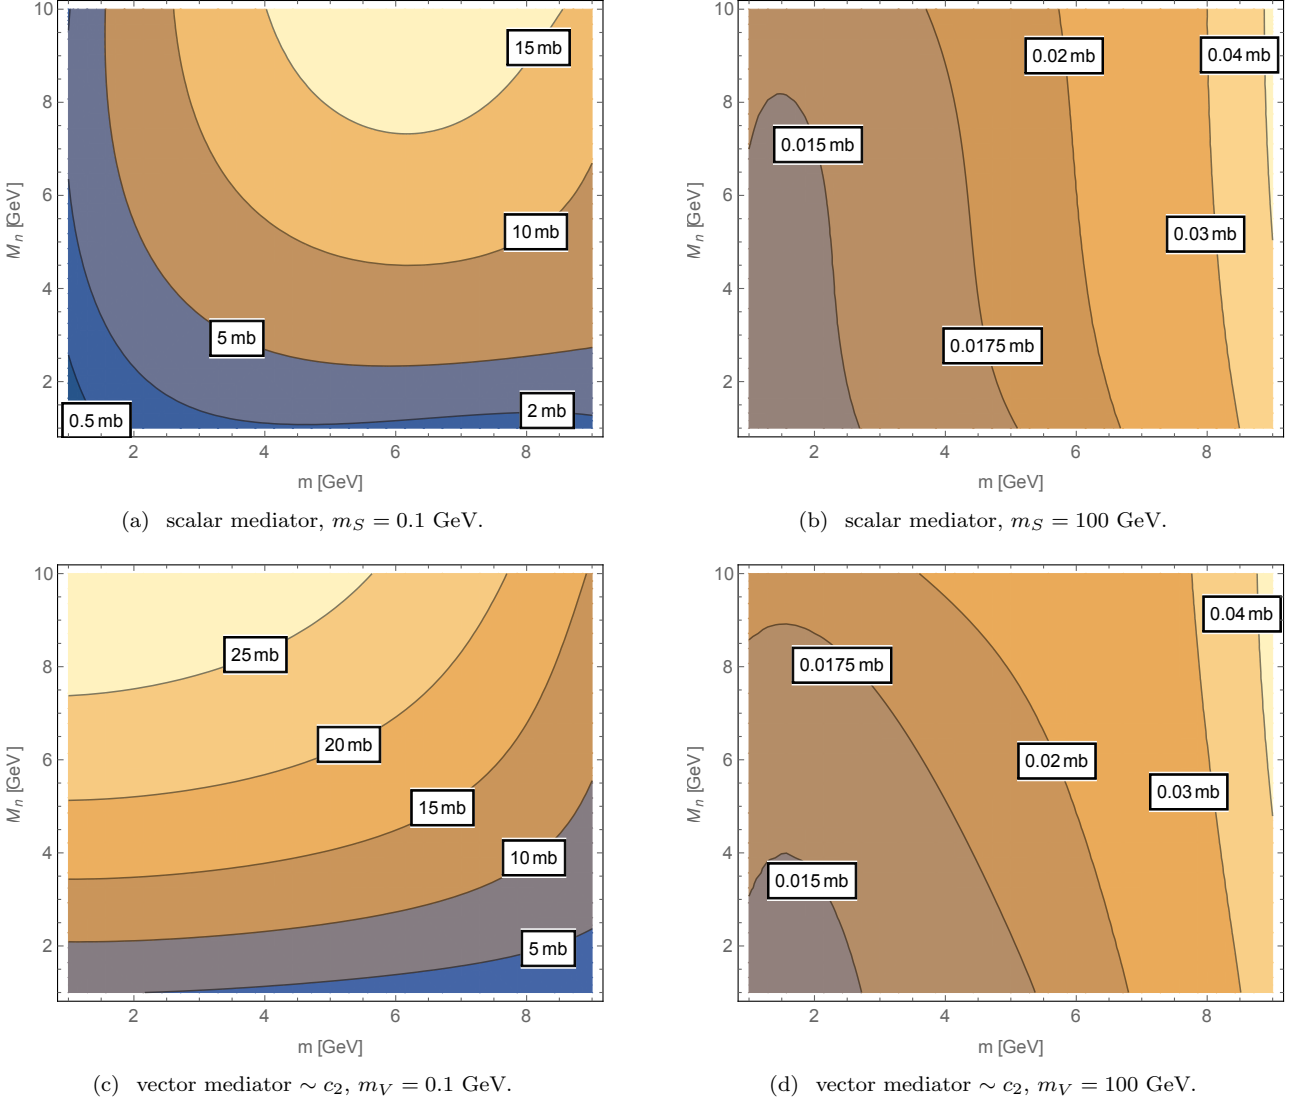 10
8
6
4
2
M_n [GeV]
15 mb
10 mb
5 mb
2 mb
0.5 mb
2 4 6 8
m [GeV]
(a) scalar mediator, m_S = 0.1 GeV.
10
8
6
4
2
M_n [GeV]
0.02 mb
0.04 mb
0.015 mb
0.03 mb
0.0175 mb
2 4 6 8
m [GeV]
(b) scalar mediator, m_S = 100 GeV.
10
8
6
4
2
M_n [GeV]
25 mb
20 mb
15 mb
10 mb
5 mb
2 4 6 8
m [GeV]
(c) vector mediator ∼ c_2, m_V = 0.1 GeV.
10
8
6
4
2
M_n [GeV]
0.04 mb
0.0175 mb
0.02 mb
0.03 mb
0.015 mb
2 4 6 8
m [GeV]
(d) vector mediator ∼ c_2, m_V = 100 GeV.